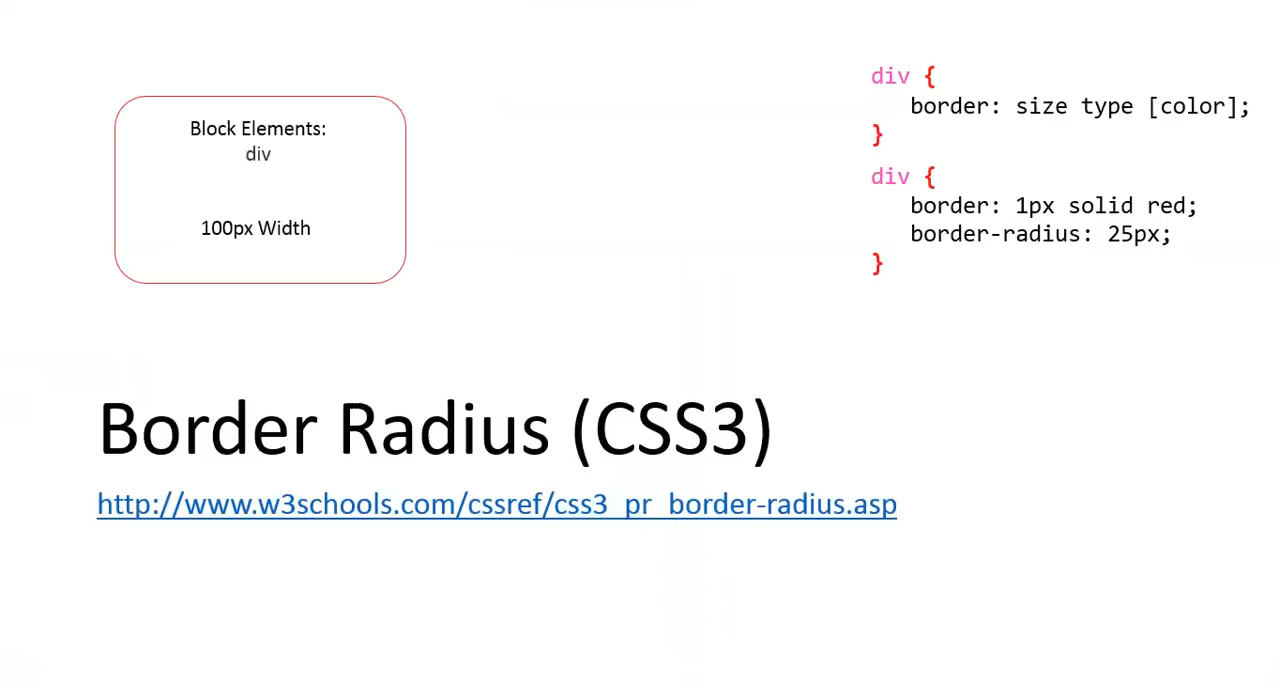 Block Elements:
div
100px Width
div {
border: size type [color];
}
div {
border: 1px solid red;
border-radius: 25px;
}
Border Radius (CSS3)
http://www.w3schools.com/cssref/css3_pr_border-radius.asp